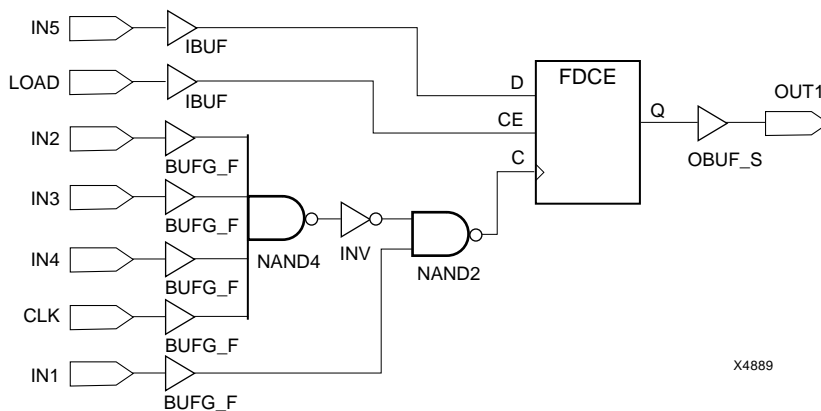 IN5
IBUF
LOAD
IBUF
D
FDCE
CE
Q
OUT1
OBUF_S
C
IN2
BUFG_F
IN3
BUFG_F
NAND4
INV
NAND2
IN4
BUFG_F
CLK
BUFG_F
IN1
BUFG_F
X4889